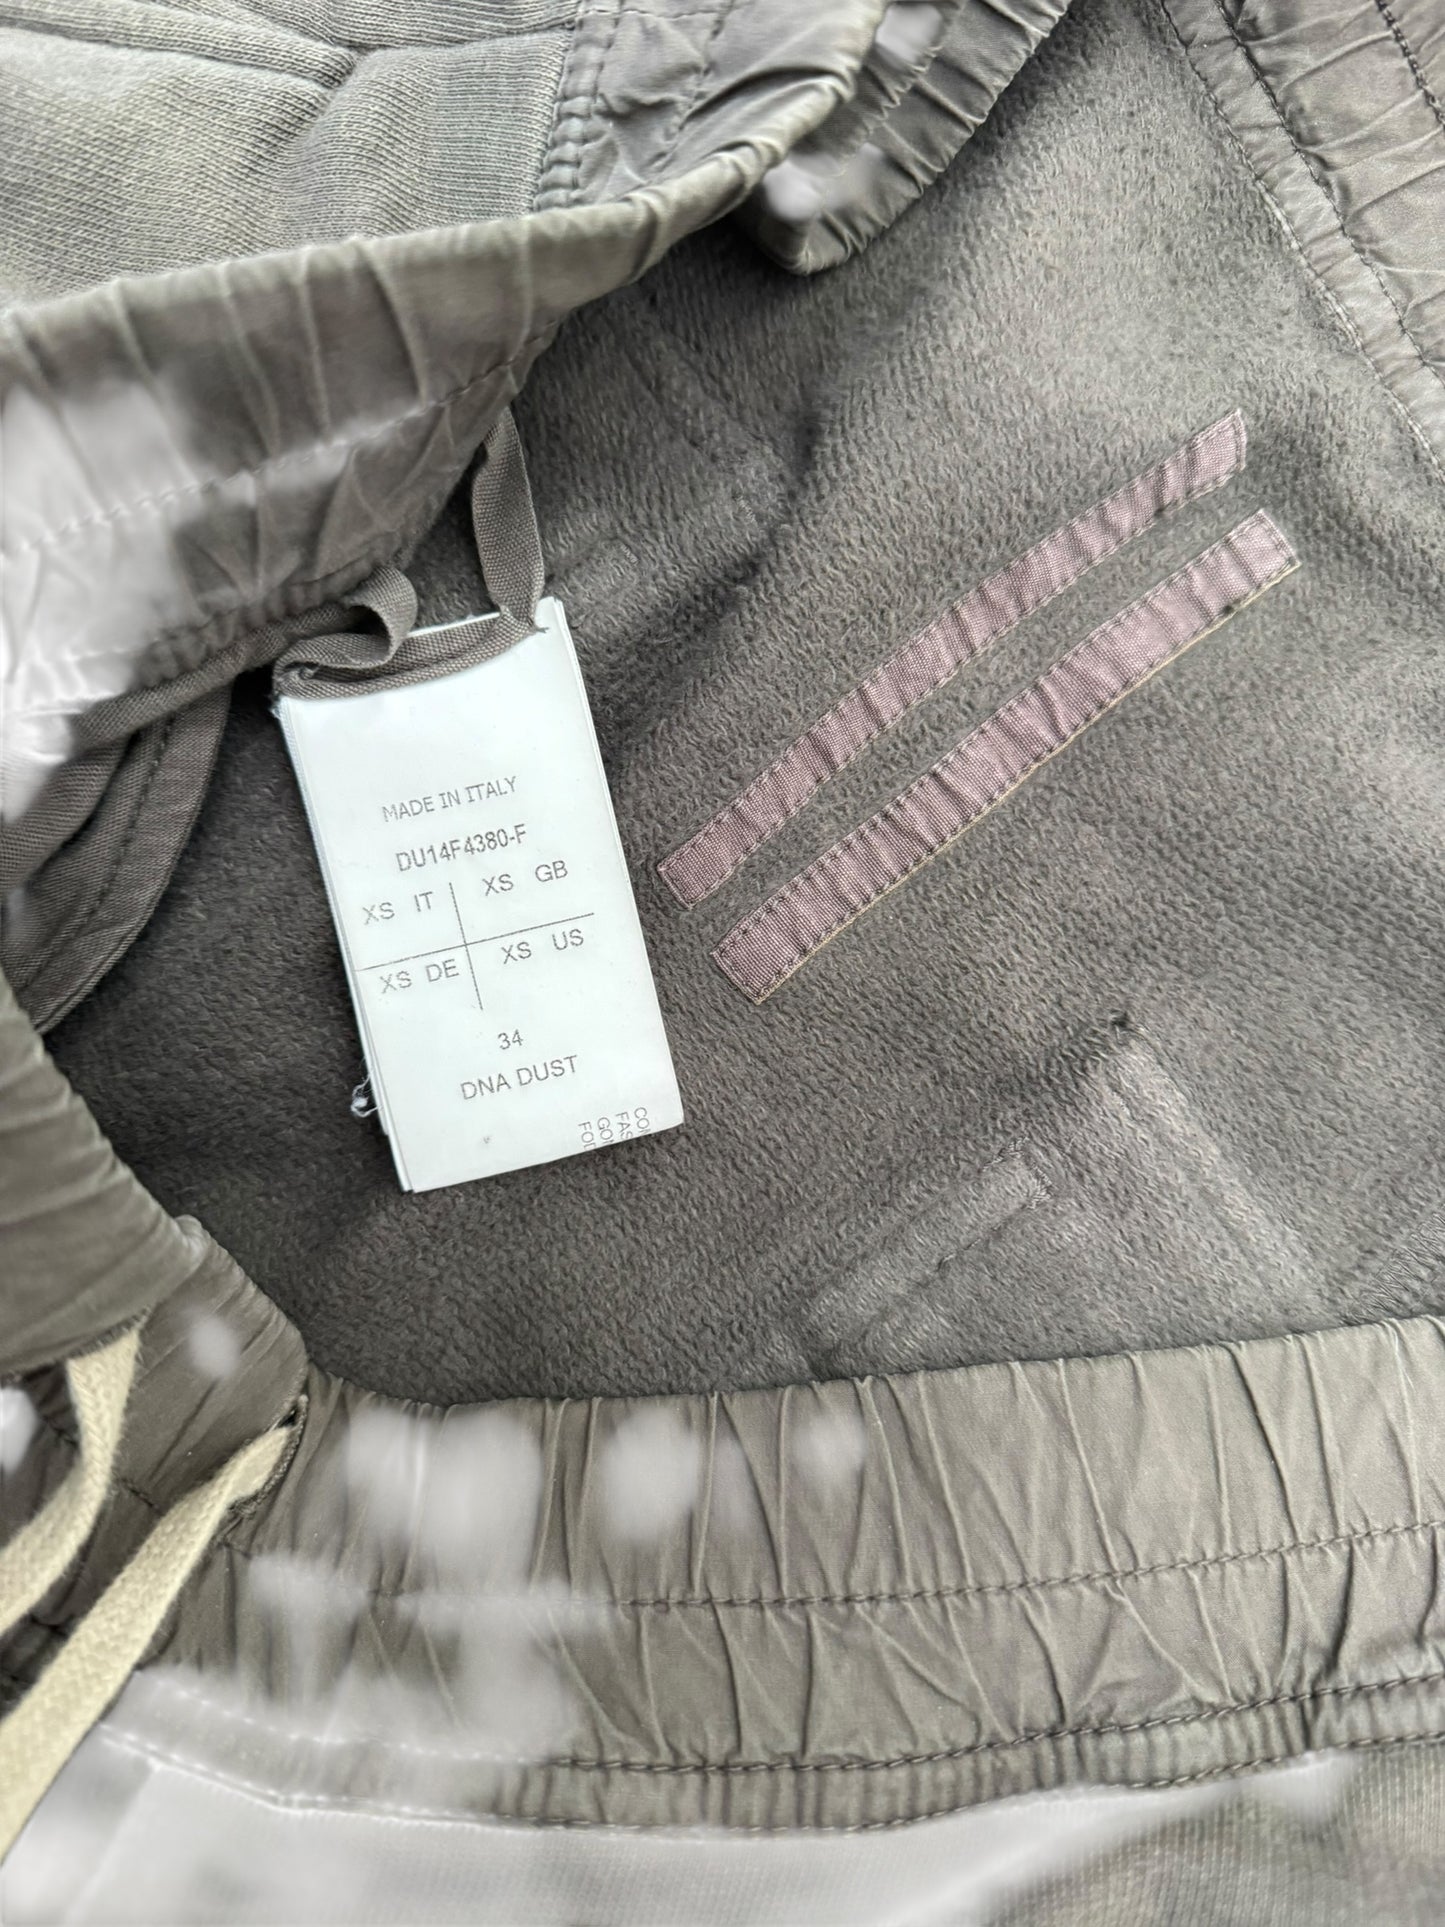 MADE IN ITALY
DU14F4380-F
XS IT XS GB
XS DE XS US
34
DNA DUST